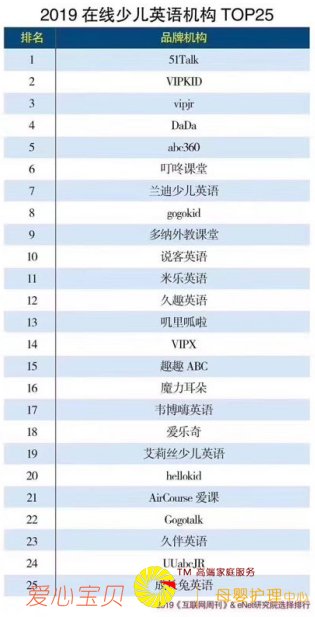 2019 在线少儿英语机构 TOP25
排名 品牌机构
1 51Talk
2 VIPKID
3 vipjr
4 DaDa
5 abc360
6 叮咚课堂
7 兰迪少儿英语
8 gogokid
9 多纳外教课堂
10 说客英语
11 米乐英语
12 久趣英语
13 叽里呱啦
14 VIPX
15 趣趣 ABC
16 魔力耳朵
17 韦博嗨英语
18 爱乐奇
19 艾莉丝少儿英语
20 hellokid
21 AirCourse 爱课
22 Gogotalk
23 久伴英语
24 UUabcJR
25 成 兔英语
TM 高端家庭服务
爱心宝贝 母婴护理中心
2019《互联网周刊》& eNet研究院选择排行